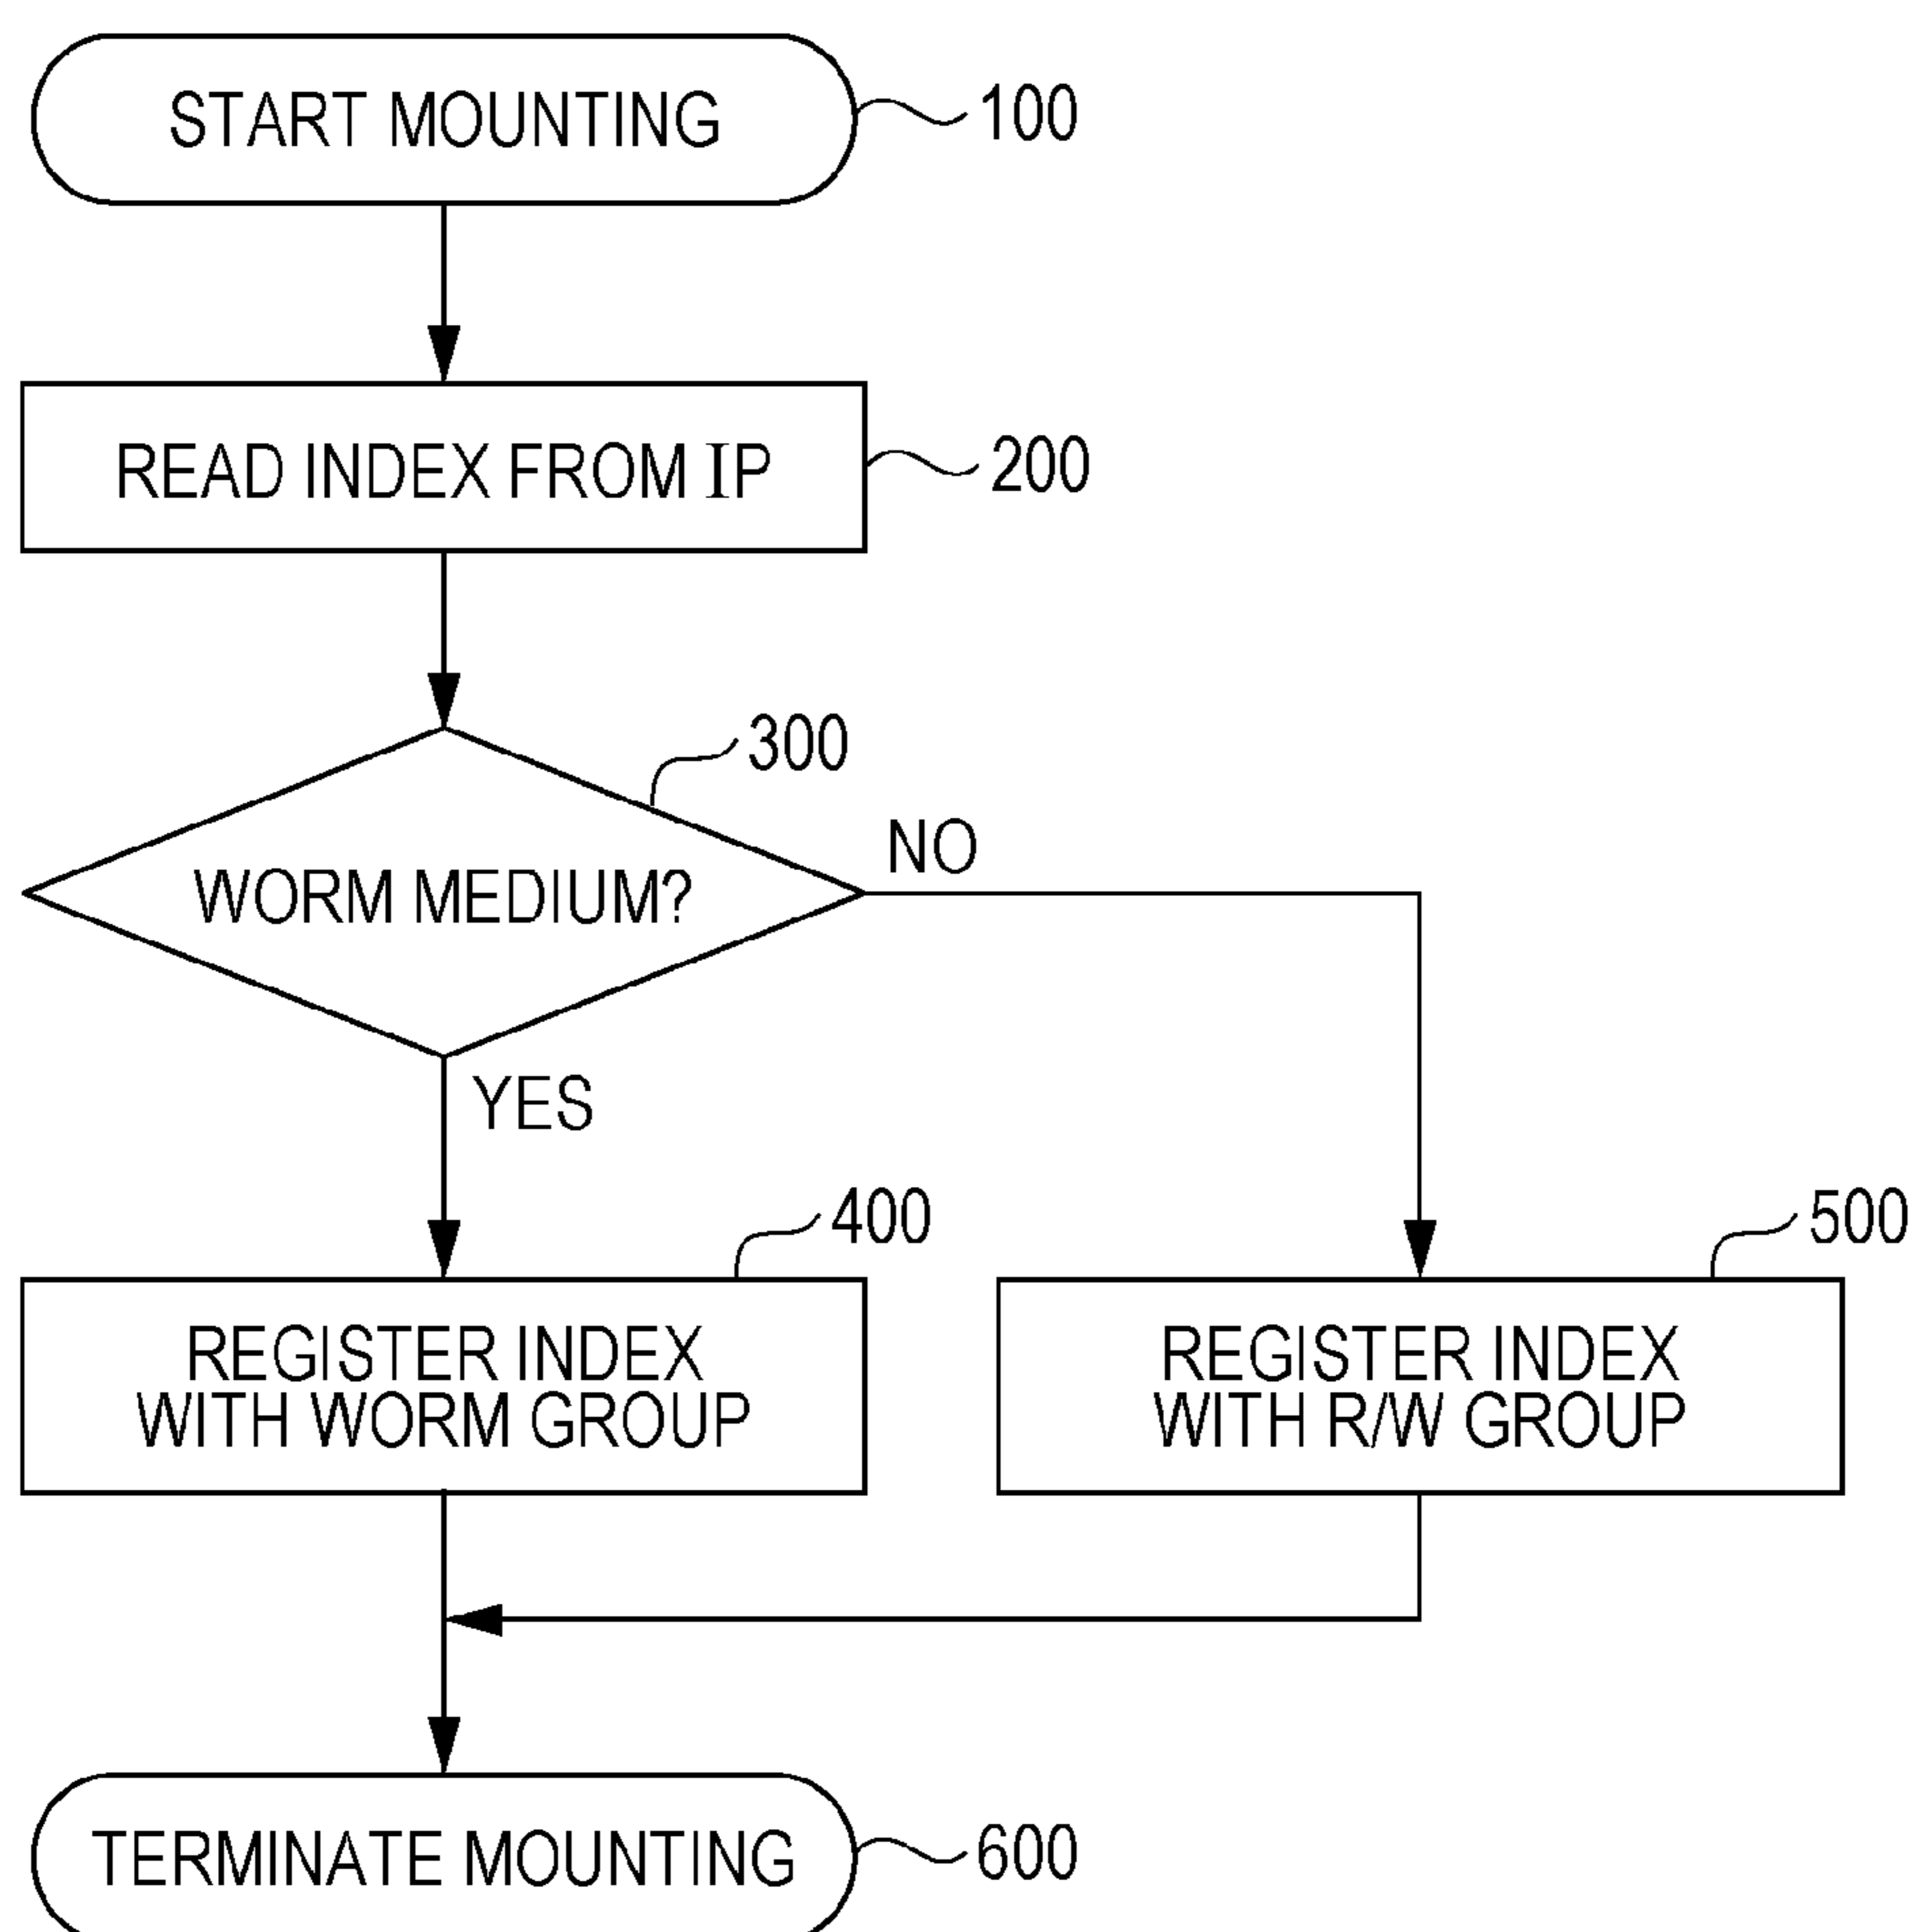 START MOUNTING
100
READ INDEX FROM IP
200
300
WORM MEDIUM?
NO
YES
400
500
REGISTER INDEX
WITH WORM GROUP
REGISTER INDEX
WITH R/W GROUP
TERMINATE MOUNTING
600